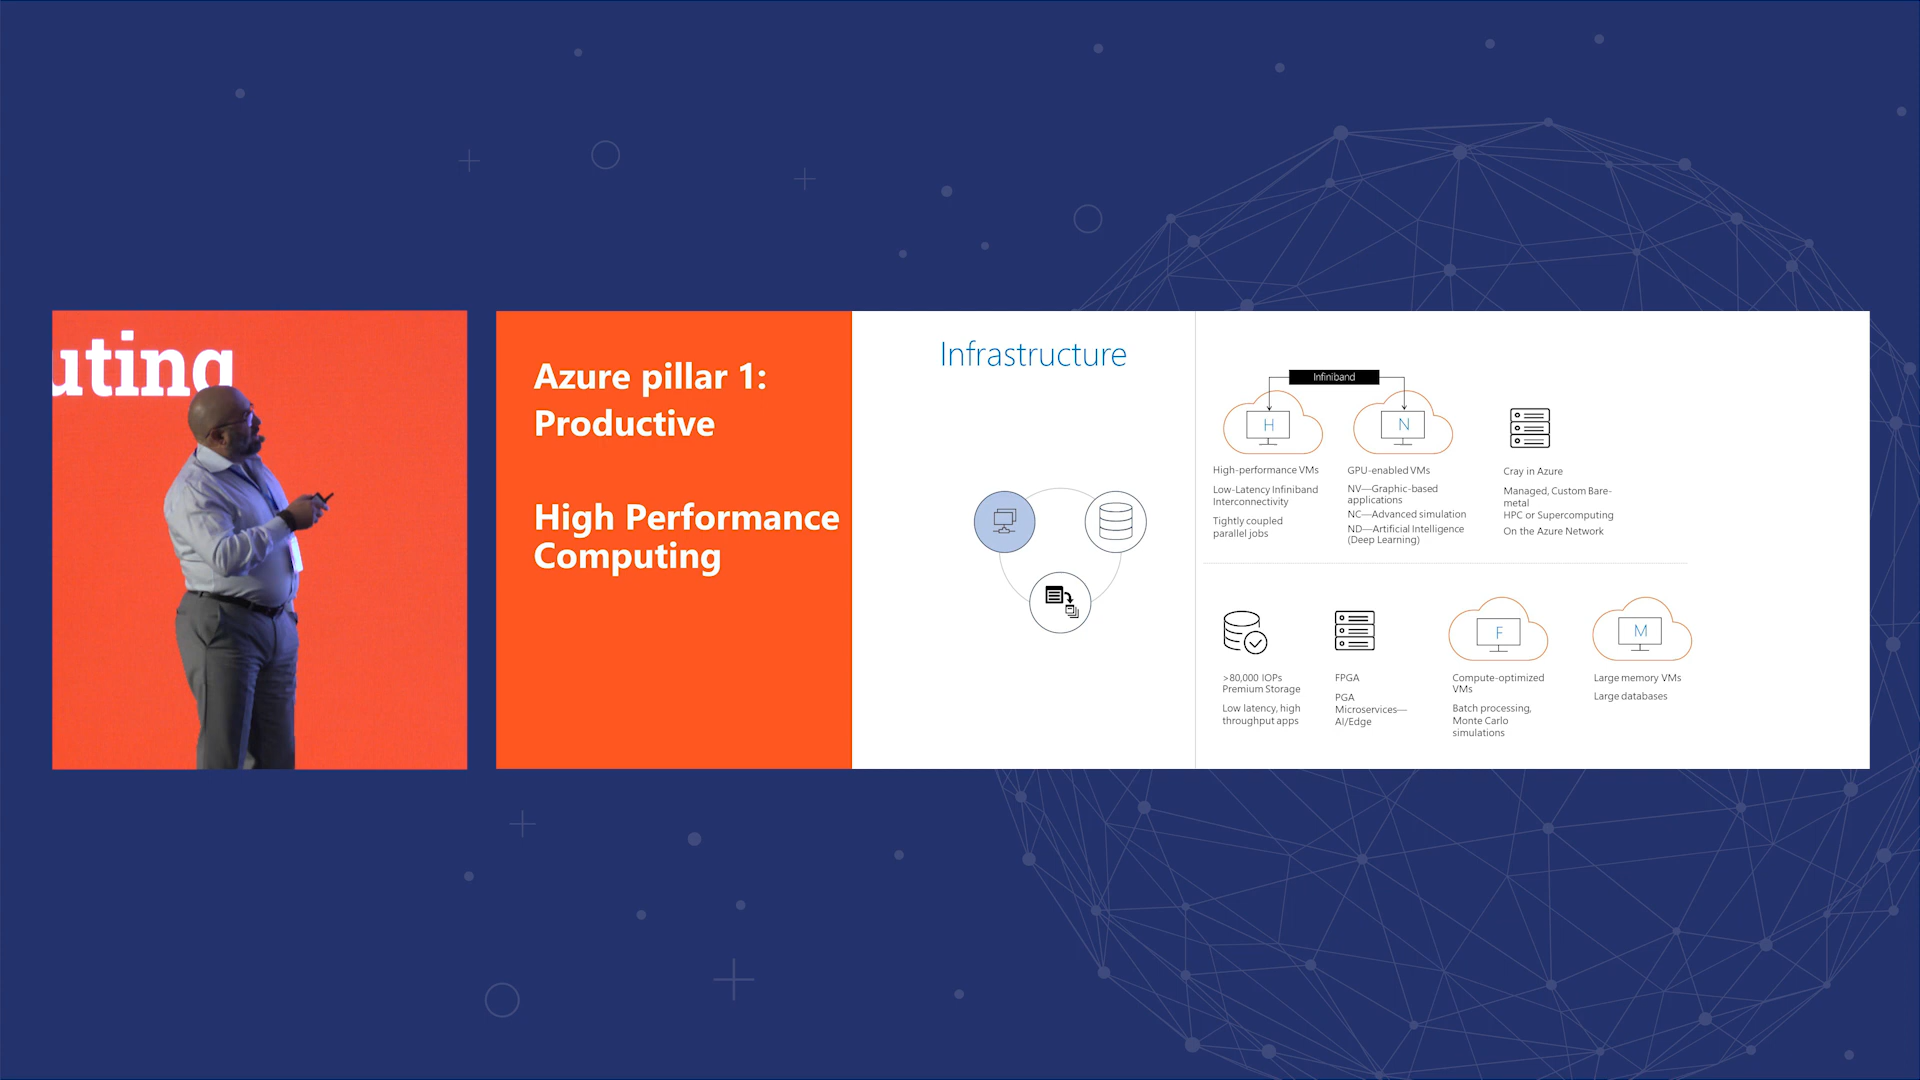 uting
Azure pillar 1:
Productive
High Performance
Computing
Infrastructure
Infiniband
H
High-performance VMs
Low-Latency Infiniband
Interconnectivity
Tightly coupled
parallel jobs
N
GPU-enabled VMs
NV—Graphic-based
applications
NC—Advanced simulation
ND—Artificial Intelligence
(Deep Learning)
Cray in Azure
Managed, Custom Bare-
metal
HPC or Supercomputing
On the Azure Network
>80,000 IOPs
Premium Storage
Low latency, high
throughput apps
FPGA
PGA
Microservices—
AI/Edge
F
Compute-optimized
VMs
Batch processing,
Monte Carlo
simulations
M
Large memory VMs
Large databases